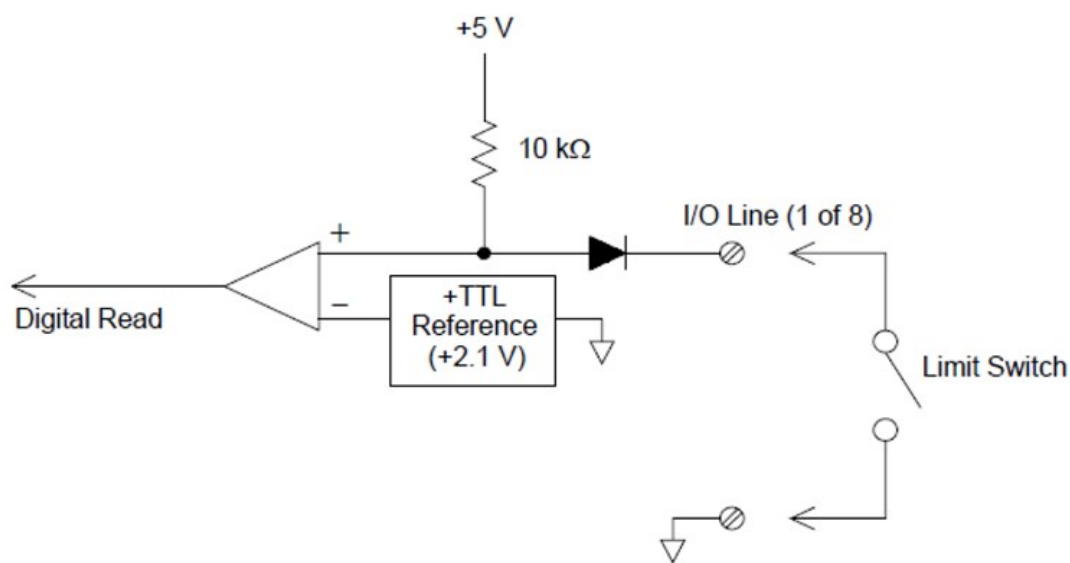 +5 V
10 kΩ
I/O Line (1 of 8)
+
−
+TTL
Reference
(+2.1 V)
Digital Read
Limit Switch